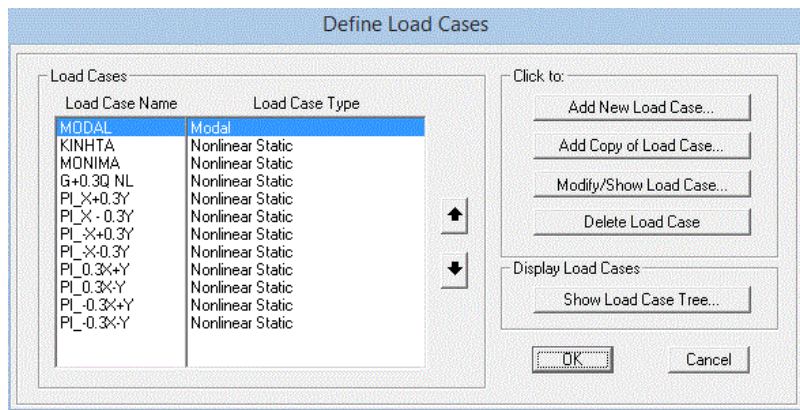 Define Load Cases
Load Cases
Load Case Name Load Case Type
MODAL Modal
KINHTA Nonlinear Static
MONIMA Nonlinear Static
G+0.3Q NL Nonlinear Static
PI_X+0.3Y Nonlinear Static
PI_X - 0.3Y Nonlinear Static
PI_-X+0.3Y Nonlinear Static
PI_-X-0.3Y Nonlinear Static
PI_0.3X+Y Nonlinear Static
PI_0.3X-Y Nonlinear Static
PI_-0.3X+Y Nonlinear Static
PI_-0.3X-Y Nonlinear Static
Click to:
Add New Load Case...
Add Copy of Load Case...
Modify/Show Load Case...
Delete Load Case
Display Load Cases
Show Load Case Tree...
OK Cancel